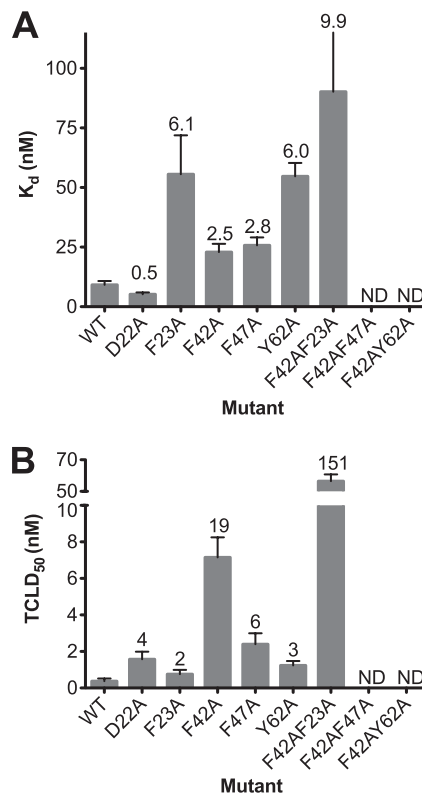 A
Kd (nM)
100
75
50
25
0
0.5
6.1
2.5
2.8
6.0
9.9
ND
ND
WT
D22A
F23A
F42A
F47A
Y62A
F42AF23A
F42AF47A
F42AY62A
Mutant
B
TCLD50 (nM)
70
50
10
8
6
4
2
0
4
2
19
6
3
151
ND
ND
WT
D22A
F23A
F42A
F47A
Y62A
F42AF23A
F42AF47A
F42AY62A
Mutant